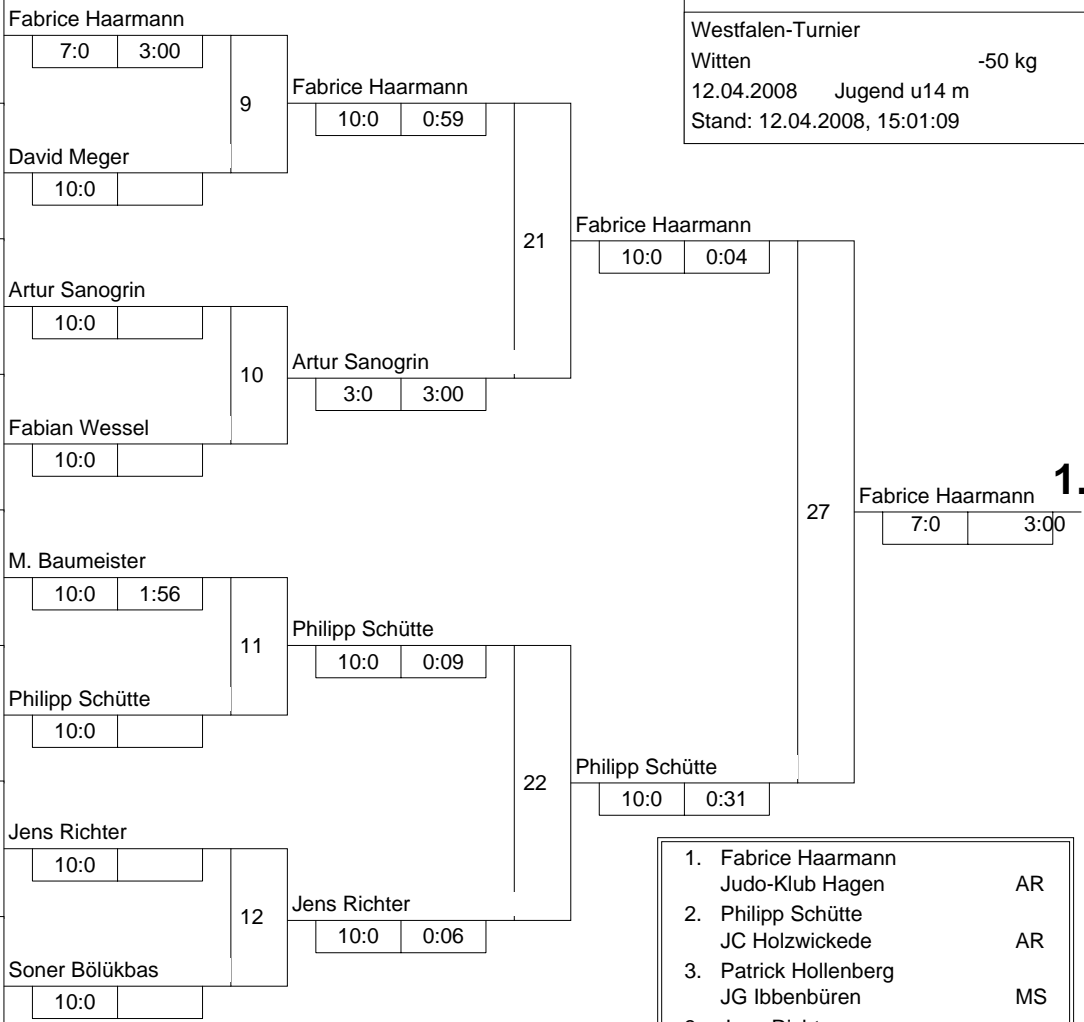 Westfalen-Turnier
Witten -50 kg
12.04.2008 Jugend u14 m
Stand: 12.04.2008, 15:01:09
Fabrice Haarmann
7:0 3:00
9
David Meger
10:0
Fabrice Haarmann
10:0 0:59
21
Artur Sanogrin
10:0
10
Fabian Wessel
10:0
Artur Sanogrin
3:0 3:00
Fabrice Haarmann
10:0 0:04
27
Fabrice Haarmann 1.
7:0 3:00
M. Baumeister
10:0 1:56
11
Philipp Schütte
10:0
Philipp Schütte
10:0 0:09
22
Jens Richter
10:0
12
Soner Bölükbas
10:0
Jens Richter
10:0 0:06
Philipp Schütte
10:0 0:31
1. Fabrice Haarmann
Judo-Klub Hagen AR
2. Philipp Schütte
JC Holzwickede AR
3. Patrick Hollenberg
JG Ibbenbüren MS